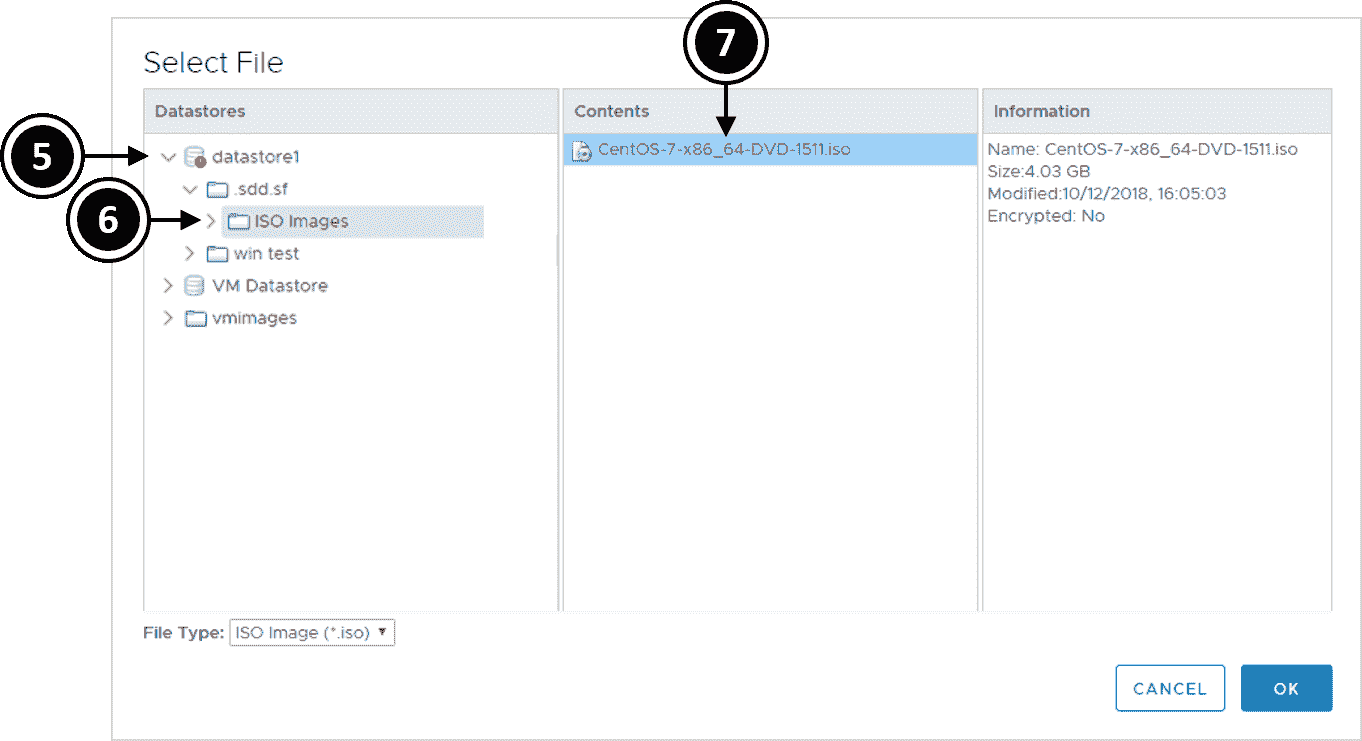 7
Select File
Datastores
Contents
Information
5
datastore1
.sdd.sf
6
ISO Images
win test
VM Datastore
vmimages
CentOS-7-x86_64-DVD-1511.iso
Name: CentOS-7-x86_64-DVD-1511.iso
Size:4.03 GB
Modified:10/12/2018, 16:05:03
Encrypted: No
File Type: ISO Image (*.iso)
CANCEL
OK